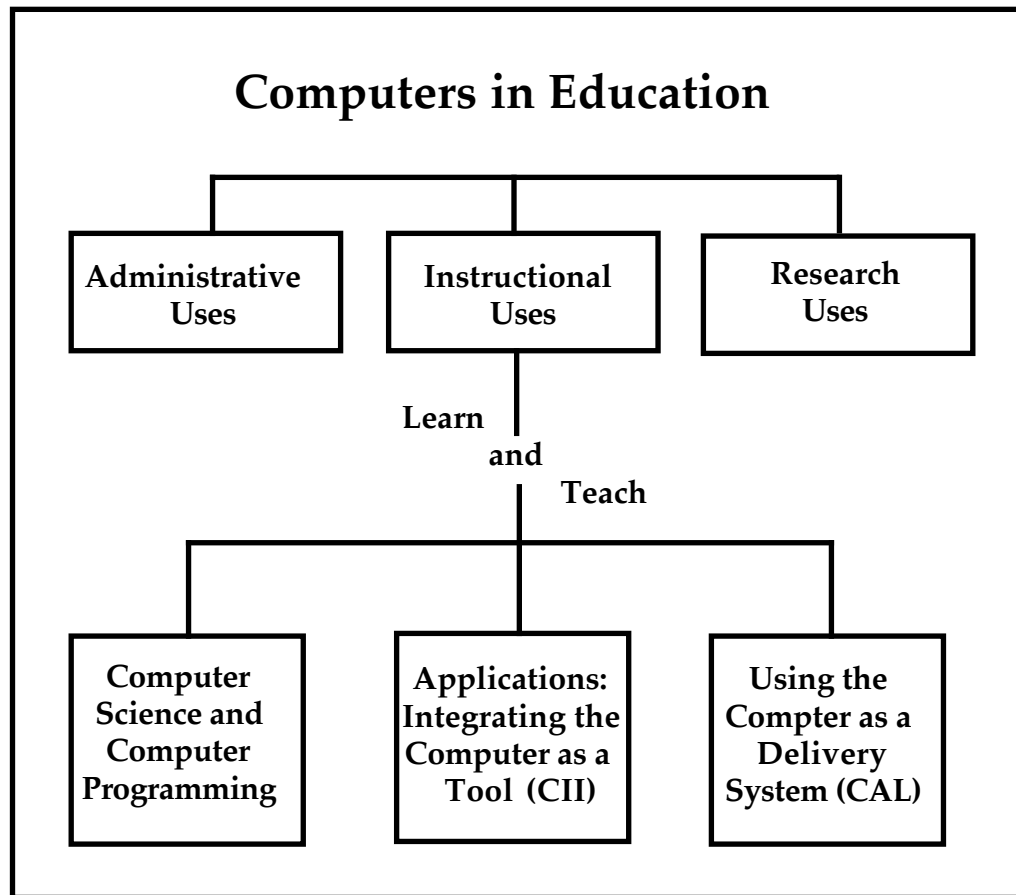 Computers in Education
Administrative
Uses
Instructional
Uses
Research
Uses
Learn
and
Teach
Computer
Science and
Computer
Programming
Applications:
Integrating the
Computer as a
Tool (CII)
Using the
Compter as a
Delivery
System (CAL)